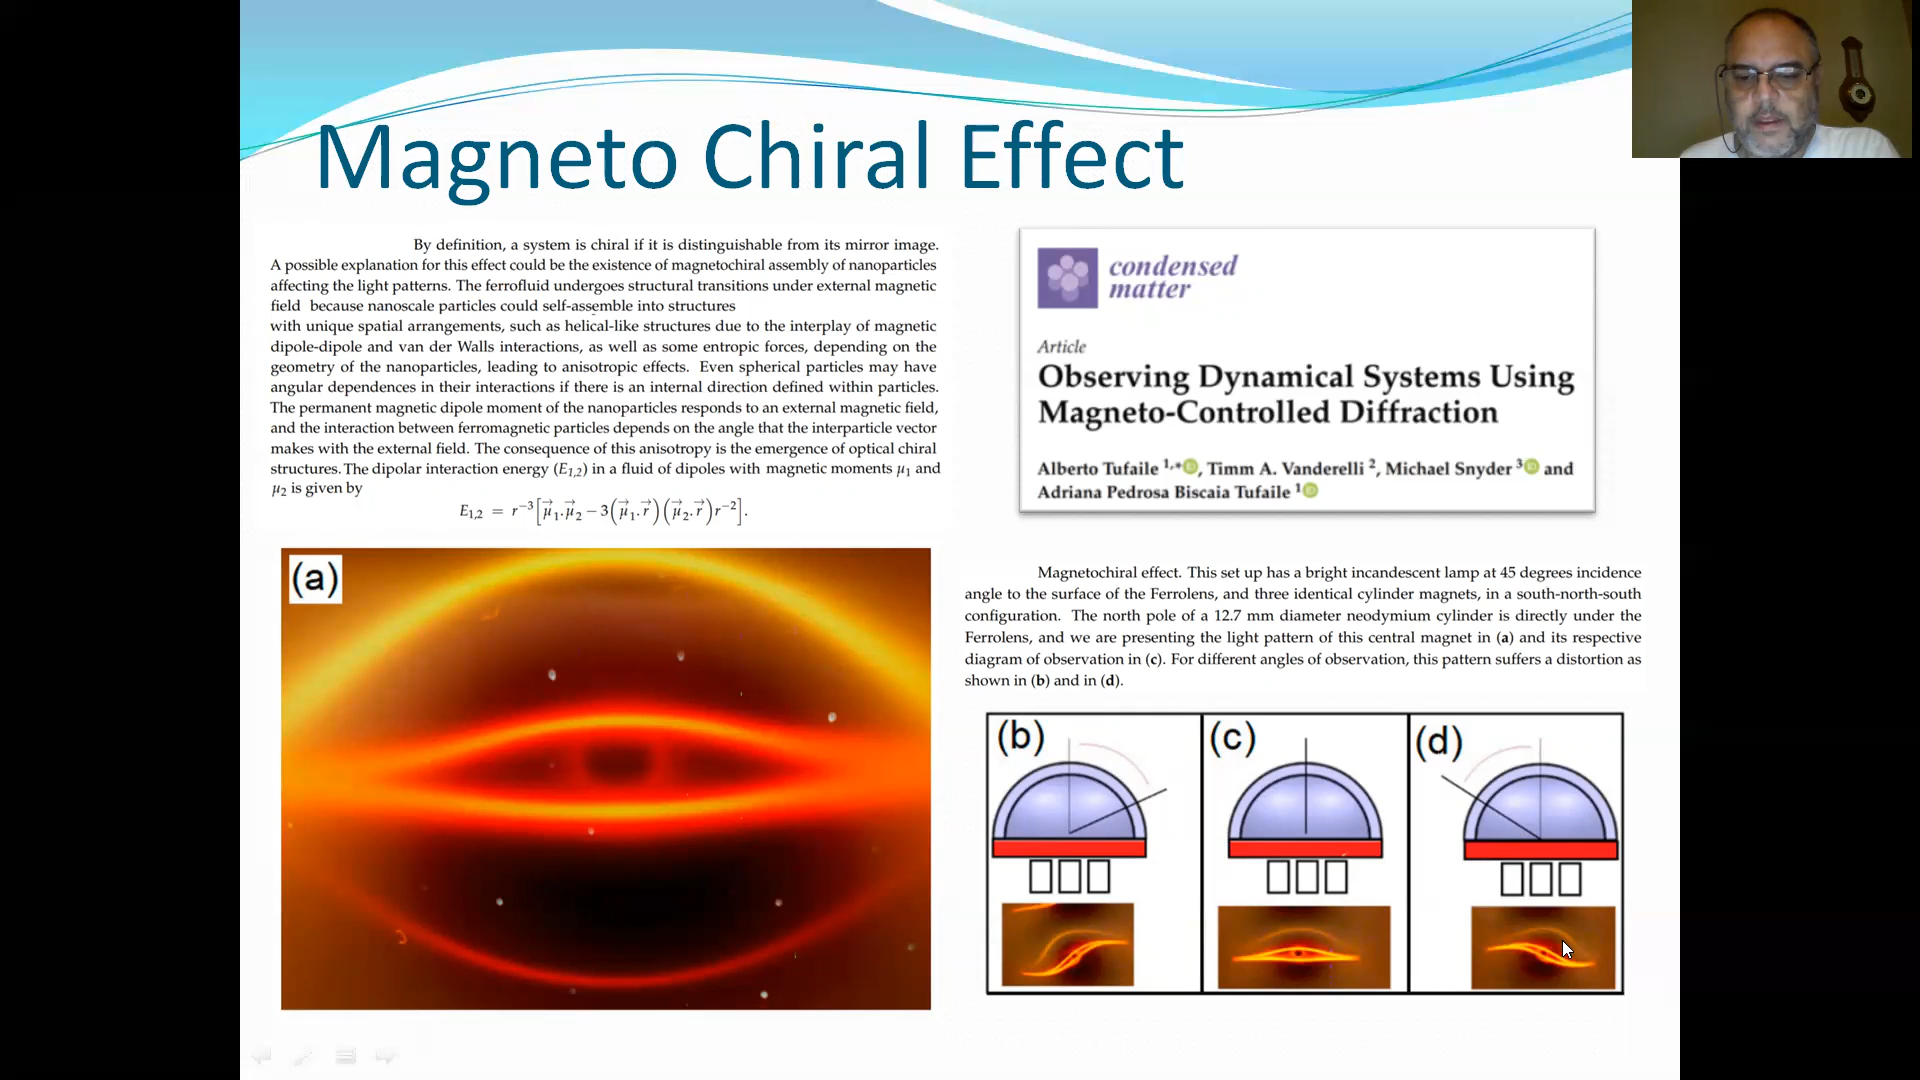 Magneto Chiral Effect
By definition, a system is chiral if it is distinguishable from its mirror image.
A possible explanation for this effect could be the existence of magnetochiral assembly of nanoparticles
affecting the light patterns. The ferrofluid undergoes structural transitions under external magnetic
field because nanoscale particles could self-assemble into structures
with unique spatial arrangements, such as helical-like structures due to the interplay of magnetic
dipole-dipole and van der Walls interactions, as well as some entropic forces, depending on the
geometry of the nanoparticles, leading to anisotropic effects. Even spherical particles may have
angular dependences in their interactions if there is an internal direction defined within particles.
The permanent magnetic dipole moment of the nanoparticles responds to an external magnetic field,
and the interaction between ferromagnetic particles depends on the angle that the interparticle vector
makes with the external field. The consequence of this anisotropy is the emergence of optical chiral
structures. The dipolar interaction energy (E₁,₂) in a fluid of dipoles with magnetic moments μ₁ and
μ₂ is given by
E₁,₂ = r⁻³[μ⃗₁.μ⃗₂ − 3(μ⃗₁.r⃗)(μ⃗₂.r⃗)r⁻²].
(a)
condensed
matter
Article
Observing Dynamical Systems Using
Magneto-Controlled Diffraction
Alberto Tufaile 1,*, Timm A. Vanderelli 2, Michael Snyder 3 and
Adriana Pedrosa Biscaia Tufaile 1
Magnetochiral effect. This set up has a bright incandescent lamp at 45 degrees incidence
angle to the surface of the Ferrolens, and three identical cylinder magnets, in a south-north-south
configuration. The north pole of a 12.7 mm diameter neodymium cylinder is directly under the
Ferrolens, and we are presenting the light pattern of this central magnet in (a) and its respective
diagram of observation in (c). For different angles of observation, this pattern suffers a distortion as
shown in (b) and in (d).
(b) (c) (d)